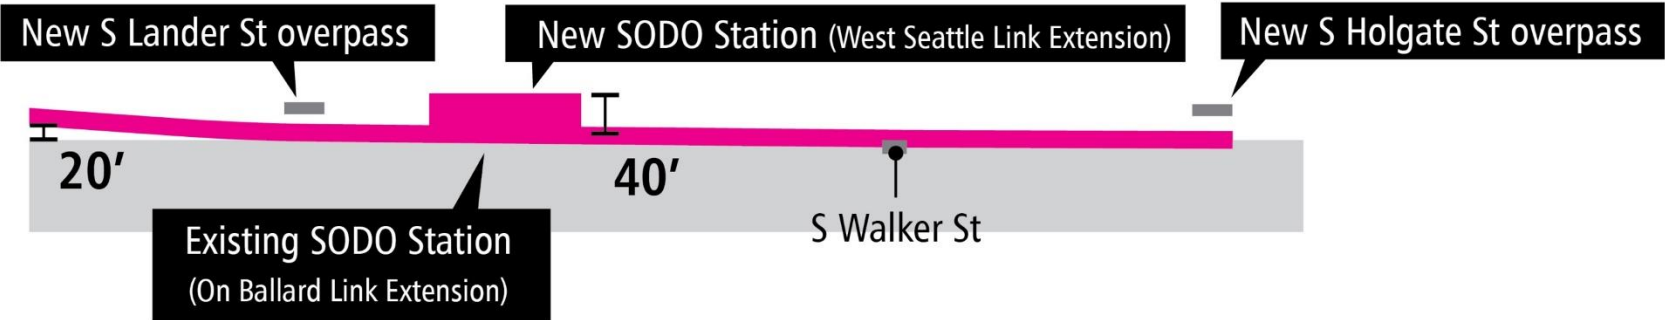 New S Lander St overpass
New SODO Station (West Seattle Link Extension)
New S Holgate St overpass
20’
40’
Existing SODO Station
(On Ballard Link Extension)
S Walker St